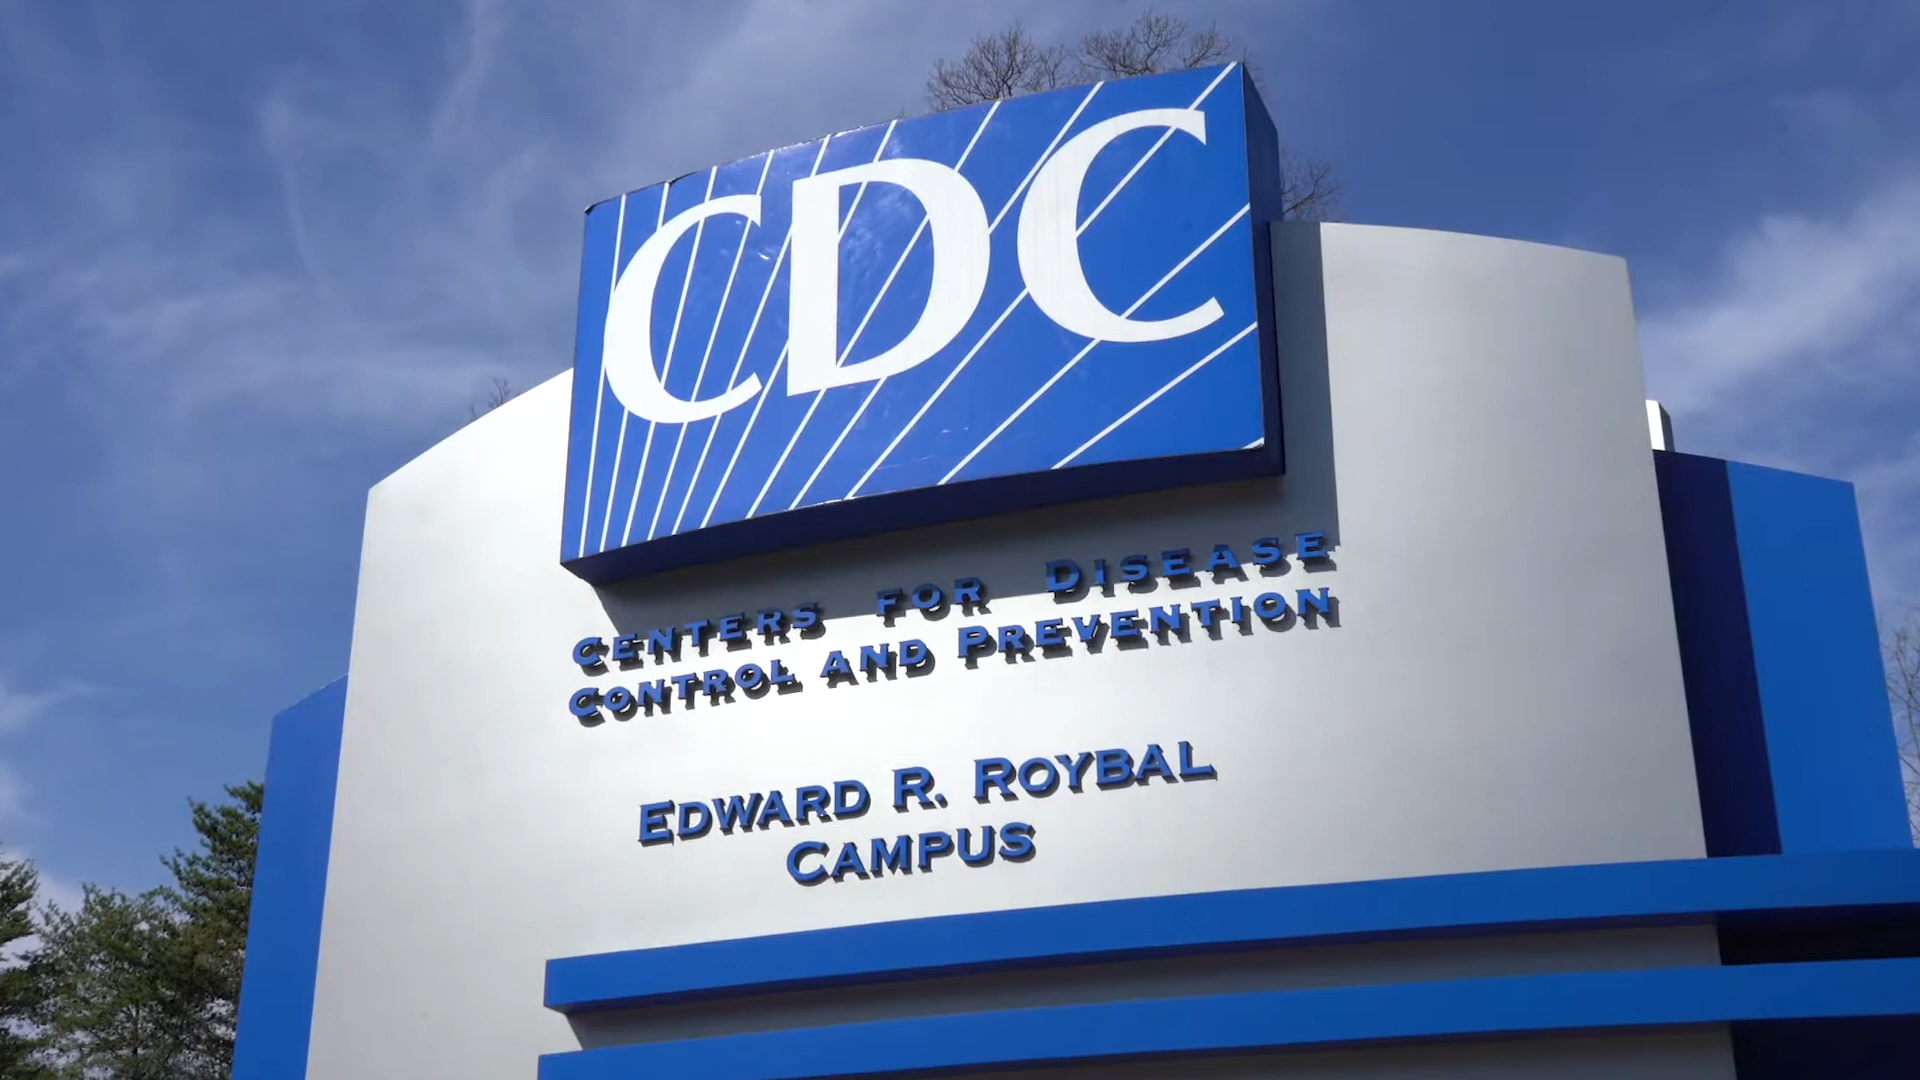 CDC
CENTERS FOR DISEASE
CONTROL AND PREVENTION
EDWARD R. ROYBAL
CAMPUS